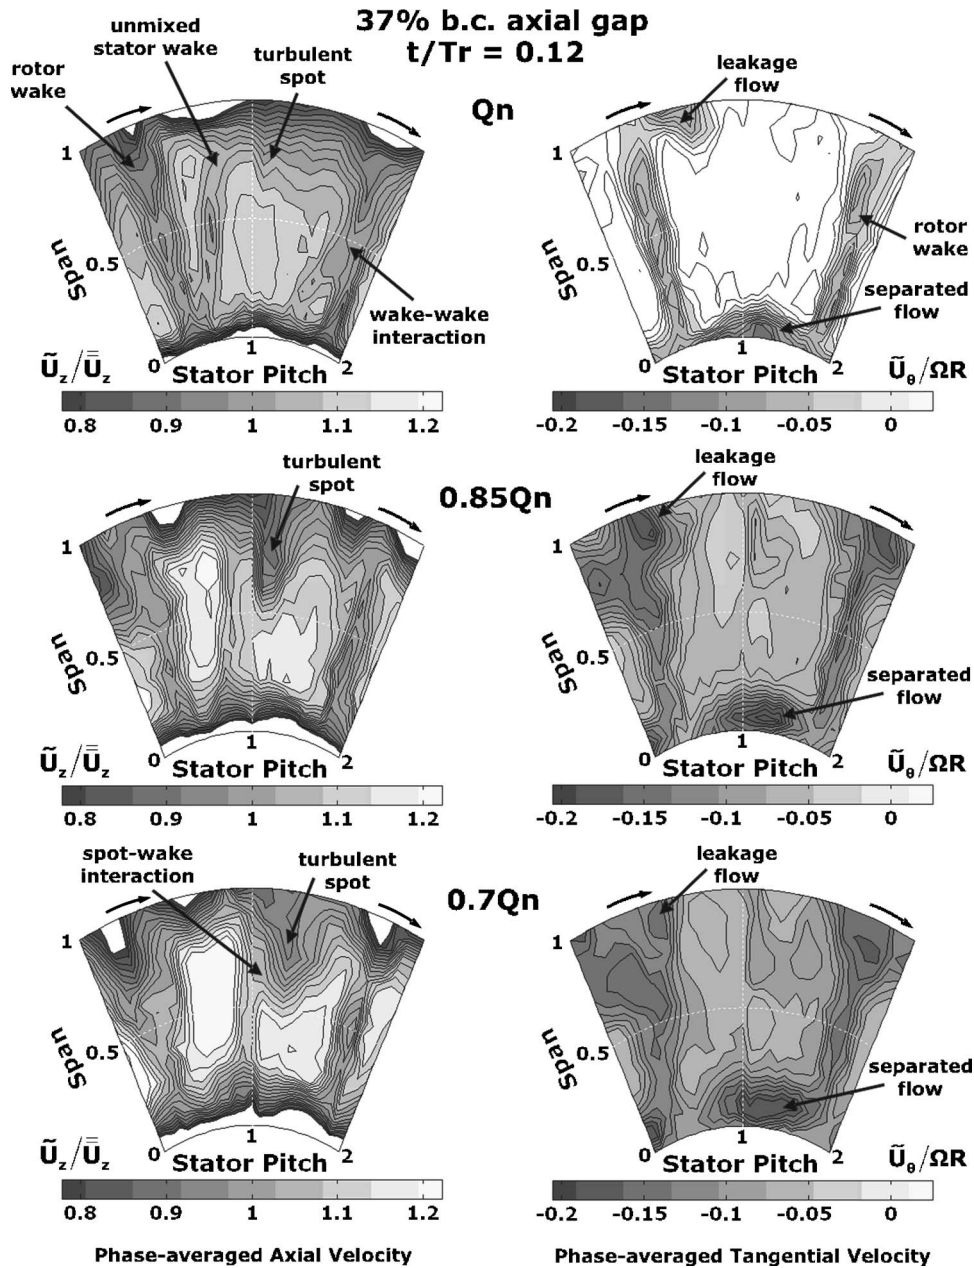 37% b.c. axial gap
t/Tr = 0.12
unmixed
stator wake
turbulent
spot
rotor
wake
Qn
leakage
flow
1
0.5
Span
wake-wake
interaction
0
1
2
Stator Pitch
Ũz/U̿z
0.8
0.9
1
1.1
1.2
1
0.5
Span
rotor
wake
separated
flow
0
1
2
Stator Pitch
Ũθ/ΩR
-0.2
-0.15
-0.1
-0.05
0
turbulent
spot
0.85Qn
leakage
flow
1
0.5
Span
0
1
2
Stator Pitch
Ũz/U̿z
0.8
0.9
1
1.1
1.2
1
0.5
Span
separated
flow
0
1
2
Stator Pitch
Ũθ/ΩR
-0.2
-0.15
-0.1
-0.05
0
spot-wake
interaction
turbulent
spot
0.7Qn
leakage
flow
1
0.5
Span
0
1
2
Stator Pitch
Ũz/U̿z
0.8
0.9
1
1.1
1.2
Phase-averaged Axial Velocity
1
0.5
Span
separated
flow
0
1
2
Stator Pitch
Ũθ/ΩR
-0.2
-0.15
-0.1
-0.05
0
Phase-averaged Tangential Velocity